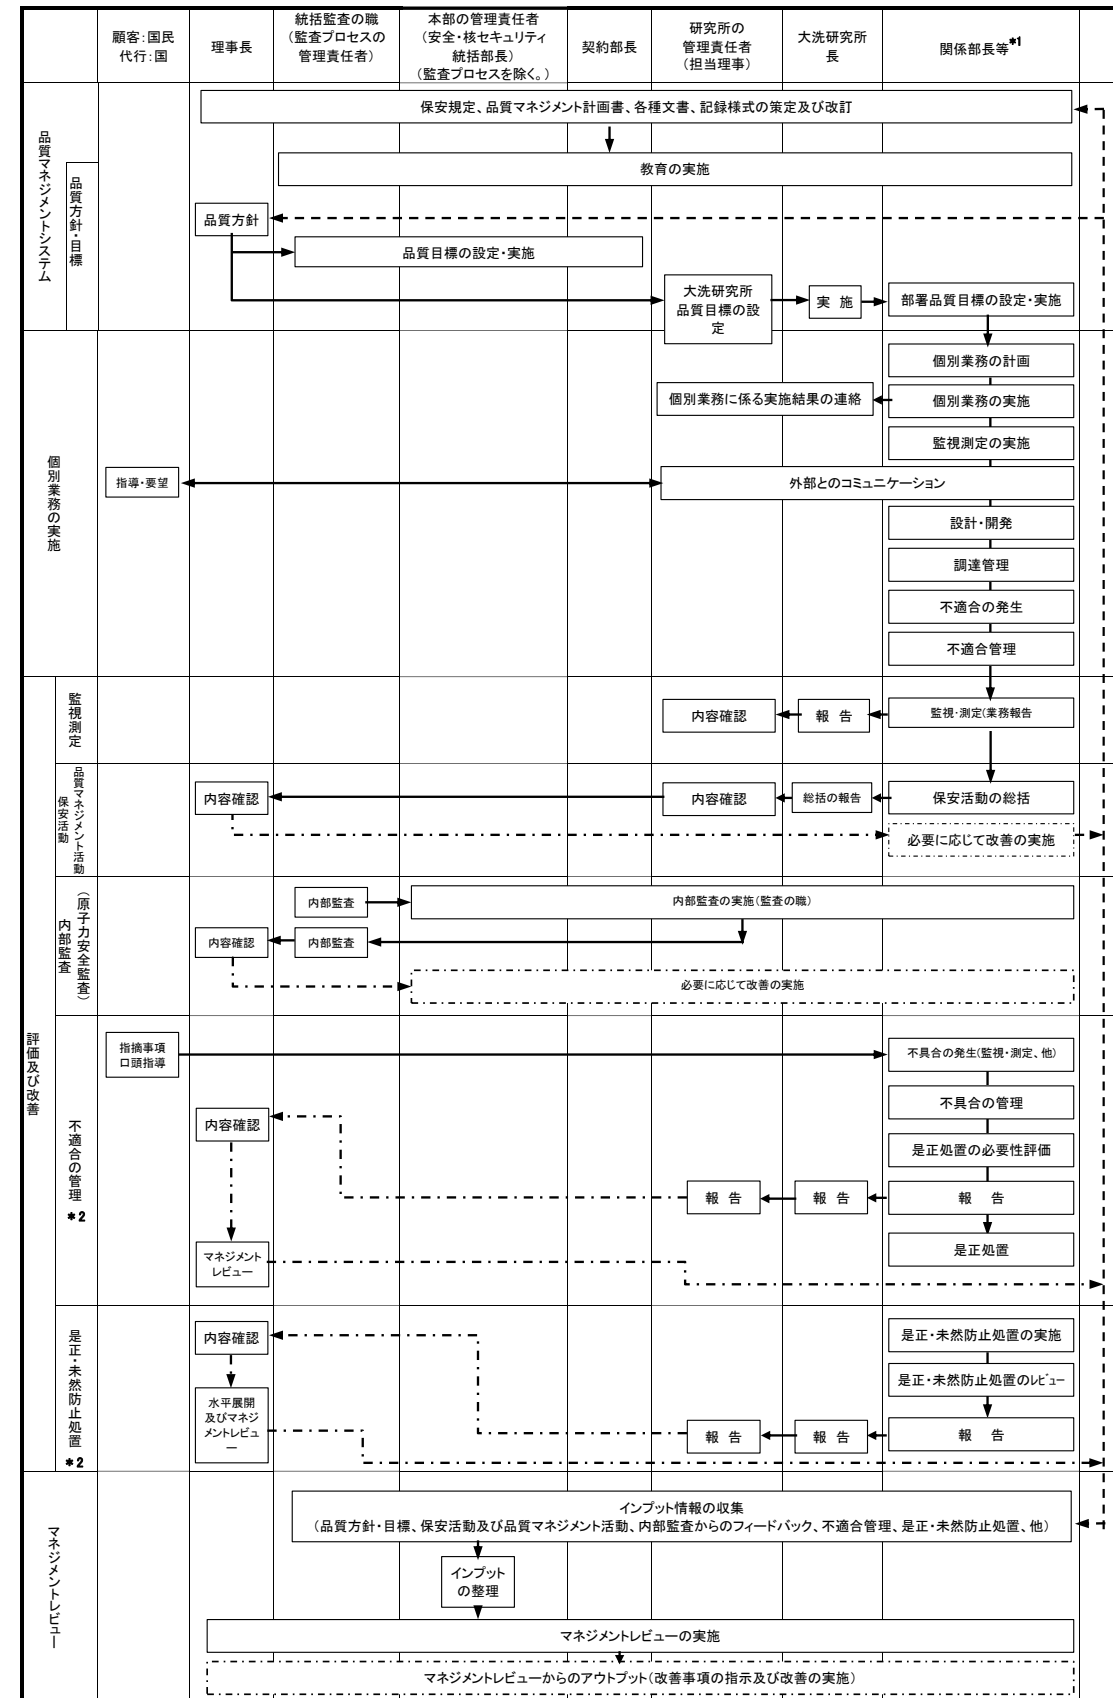 顧客：国民
代行：国
理事長
統括監査の職
（監査プロセスの
管理責任者）
本部の管理責任者
（安全・核セキュリティ
統括部長）
（監査プロセスを除く。）
契約部長
研究所の
管理責任者
（担当理事）
大洗研究所
長
関係部長等*1
品質マネジメントシステム
品質方針・目標
保安規定、品質マネジメント計画書、各種文書、記録様式の策定及び改訂
教育の実施
品質方針
品質目標の設定・実施
大洗研究所
品質目標の設
定
実　施
部署品質目標の設定・実施
個別業務の実施
個別業務の計画
個別業務に係る実施結果の連絡
個別業務の実施
監視測定の実施
指導・要望
外部とのコミュニケーション
設計・開発
調達管理
不適合の発生
不適合管理
評価及び改善
監視測定
内容確認
報　告
監視・測定（業務報告
品質マネジメント活動
保安活動
内容確認
内容確認
総括の報告
保安活動の総括
必要に応じて改善の実施
（原子力安全監査）
内部監査
内部監査
内部監査の実施（監査の職）
内容確認
内部監査
必要に応じて改善の実施
不適合の管理
*2
指摘事項
口頭指導
不具合の発生（監視・測定、他）
不具合の管理
内容確認
是正処置の必要性評価
報　告
報　告
報　告
マネジメント
レビュー
是正処置
是正・未然防止処置
*2
内容確認
是正・未然防止処置の実施
是正・未然防止処置のﾚﾋﾞｭｰ
水平展開
及びマネジ
メントレビュ
ー
報　告
報　告
報　告
マネジメントレビュー
インプット情報の収集
（品質方針・目標、保安活動及び品質マネジメント活動、内部監査からのフィードバック、不適合管理、是正・未然防止処置、他）
インプット
の整理
マネジメントレビューの実施
マネジメントレビューからのアウトプット（改善事項の指示及び改善の実施）